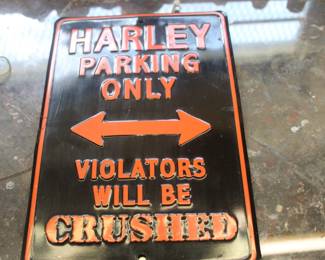 HARLEY
PARKING
ONLY
VIOLATORS
WILL BE
CRUSHED